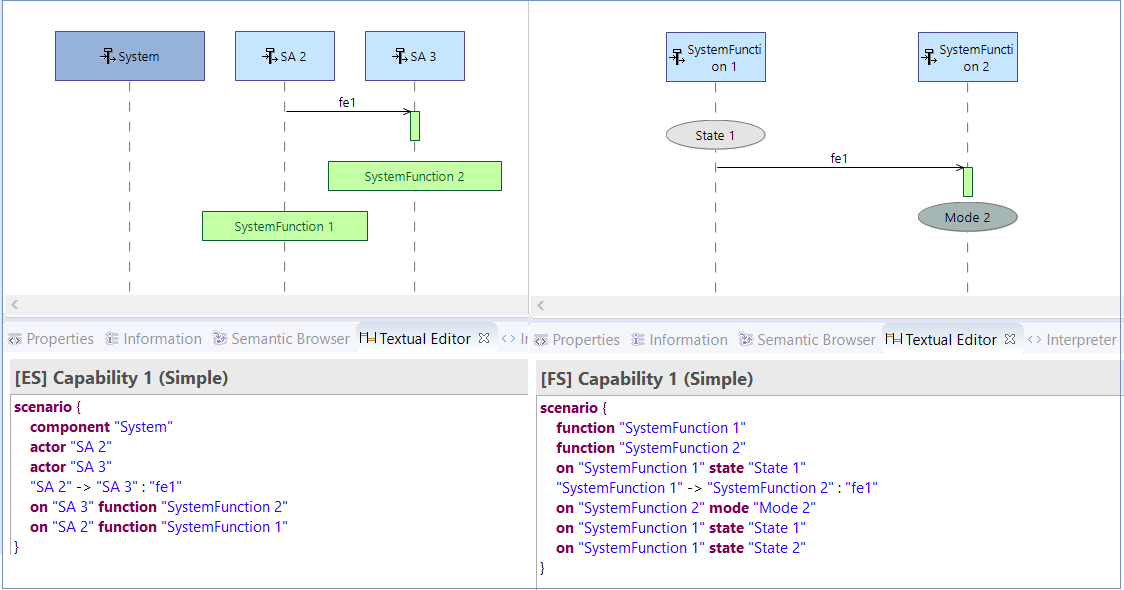 System
SA 2
SA 3
fe1
SystemFunction 2
SystemFunction 1
SystemFuncti
on 1
SystemFuncti
on 2
State 1
fe1
Mode 2
Properties
Information
Semantic Browser
Textual Editor
In
[ES] Capability 1 (Simple)
scenario {
component "System"
actor "SA 2"
actor "SA 3"
"SA 2" -> "SA 3" : "fe1"
on "SA 3" function "SystemFunction 2"
on "SA 2" function "SystemFunction 1"
}
Properties
Information
Semantic Browser
Textual Editor
Interpreter
[FS] Capability 1 (Simple)
scenario {
function "SystemFunction 1"
function "SystemFunction 2"
on "SystemFunction 1" state "State 1"
"SystemFunction 1" -> "SystemFunction 2" : "fe1"
on "SystemFunction 2" mode "Mode 2"
on "SystemFunction 1" state "State 1"
on "SystemFunction 1" state "State 2"
}